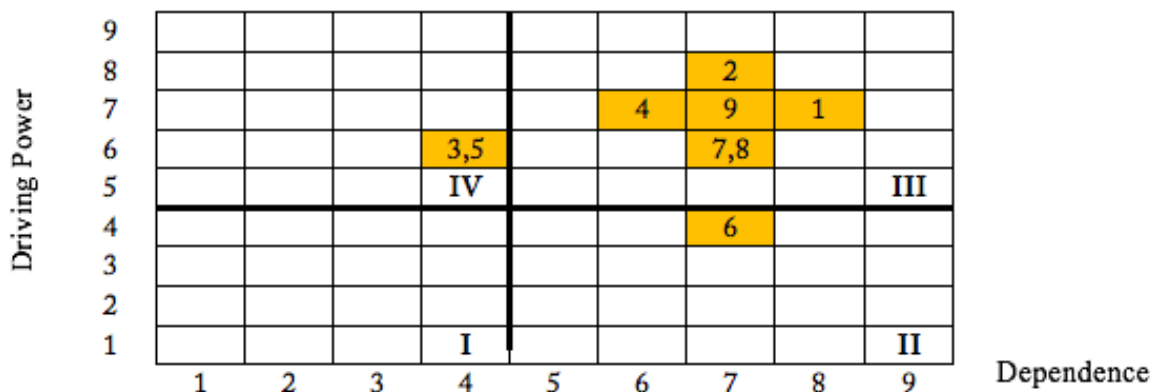 9
8 2
7 4 9 1
6 3,5 7,8
5 IV III
4 6
3
2
1 I II
1 2 3 4 5 6 7 8 9
Driving Power
Dependence